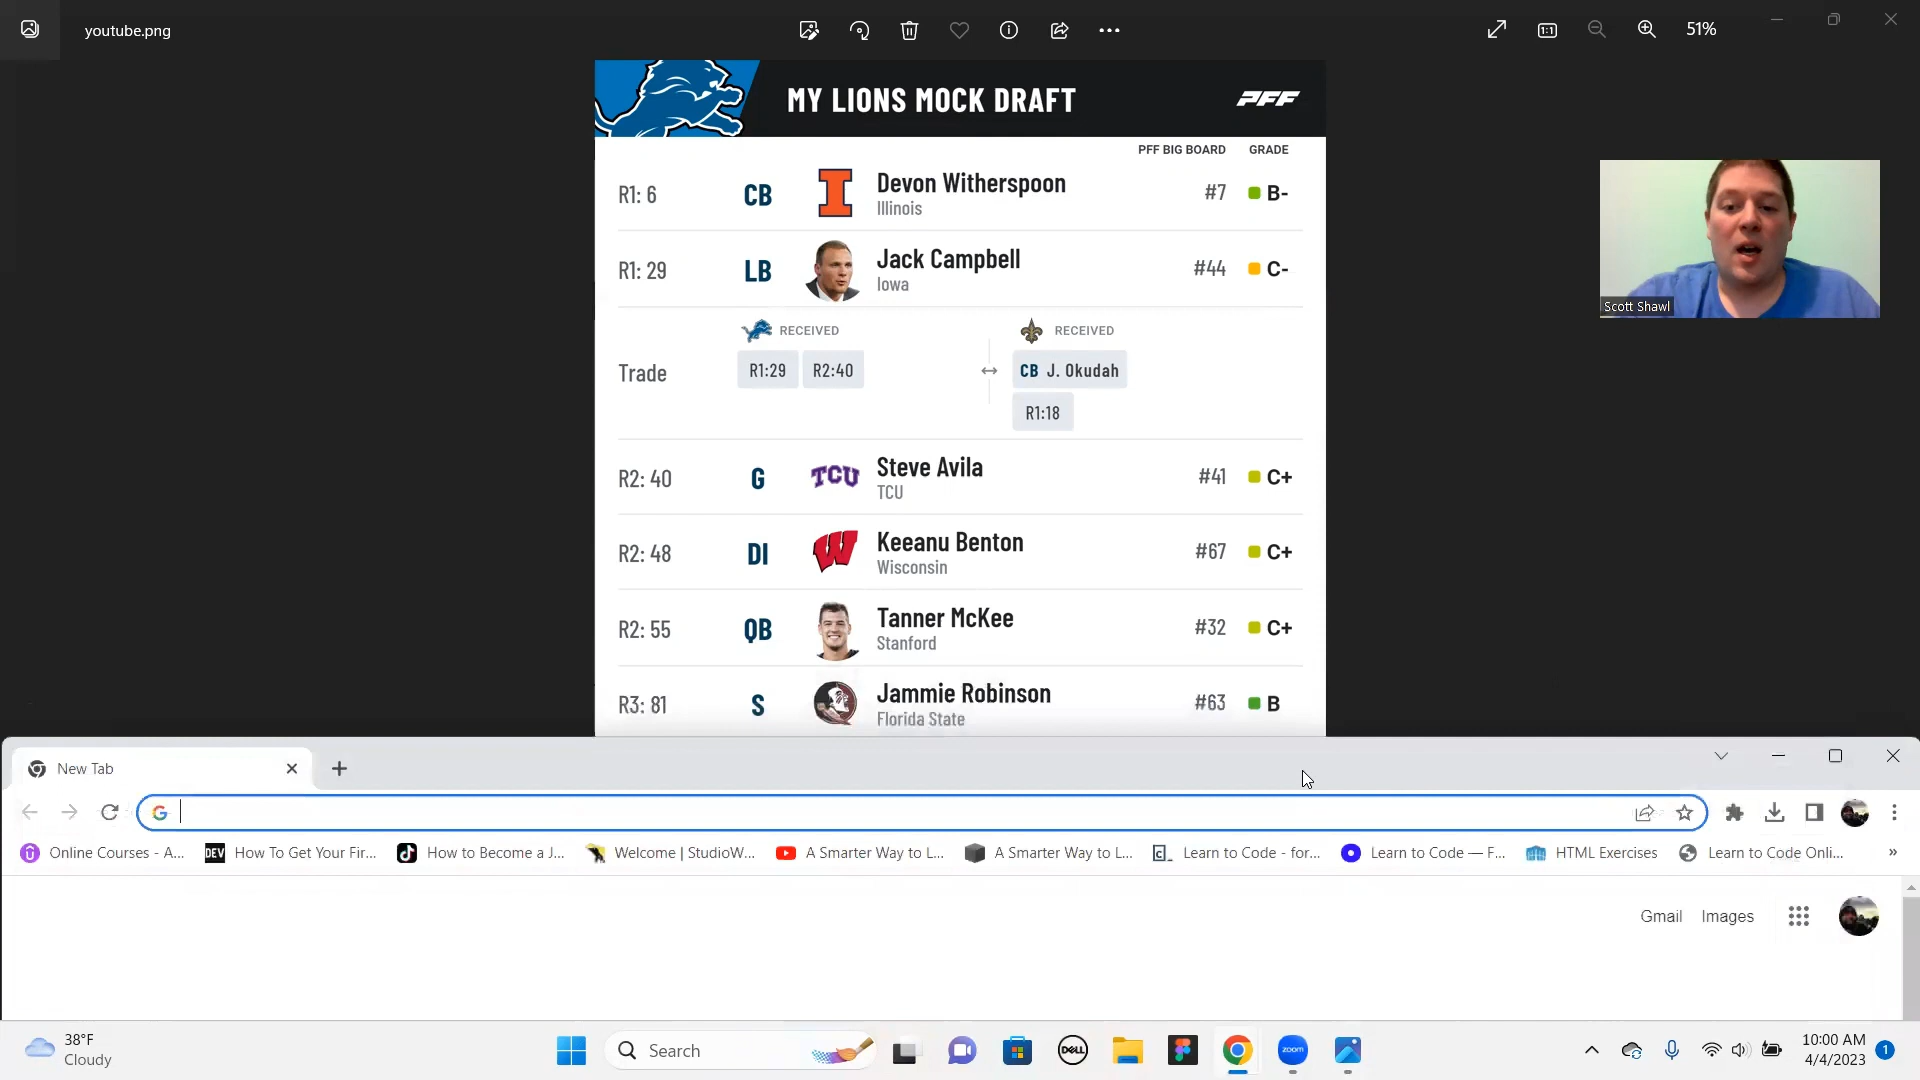 youtube.png
51%
MY LIONS MOCK DRAFT
PFF
PFF BIG BOARD GRADE
R1: 6 CB Devon Witherspoon #7 B-
Illinois
R1: 29 LB Jack Campbell #44 C-
Iowa
RECEIVED RECEIVED
Trade R1:29 R2:40 CB J. Okudah
R1:18
R2: 40 G TCU Steve Avila #41 C+
TCU
R2: 48 DI W Keeanu Benton #67 C+
Wisconsin
R2: 55 QB Tanner McKee #32 C+
Stanford
R3: 81 S Jammie Robinson #63 B
Florida State
Scott Shawl
New Tab
Online Courses - A... DEV How To Get Your Fir... How to Become a J... Welcome | StudioW... A Smarter Way to L... A Smarter Way to L... Learn to Code - for... Learn to Code — F... HTML Exercises Learn to Code Onli... »
Gmail Images
38°F
Cloudy
Search
DELL
zoom
10:00 AM
4/4/2023
1